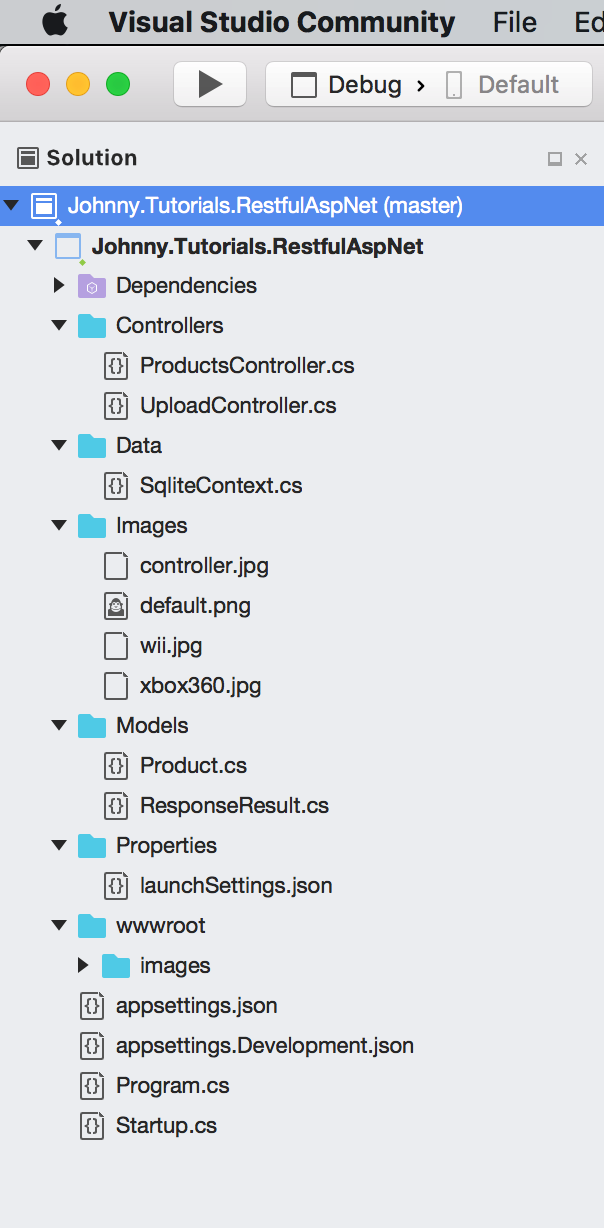 Visual Studio Community File Ed
Debug › Default
Solution
Johnny.Tutorials.RestfulAspNet (master)
Johnny.Tutorials.RestfulAspNet
Dependencies
Controllers
ProductsController.cs
UploadController.cs
Data
SqliteContext.cs
Images
controller.jpg
default.png
wii.jpg
xbox360.jpg
Models
Product.cs
ResponseResult.cs
Properties
launchSettings.json
wwwroot
images
appsettings.json
appsettings.Development.json
Program.cs
Startup.cs